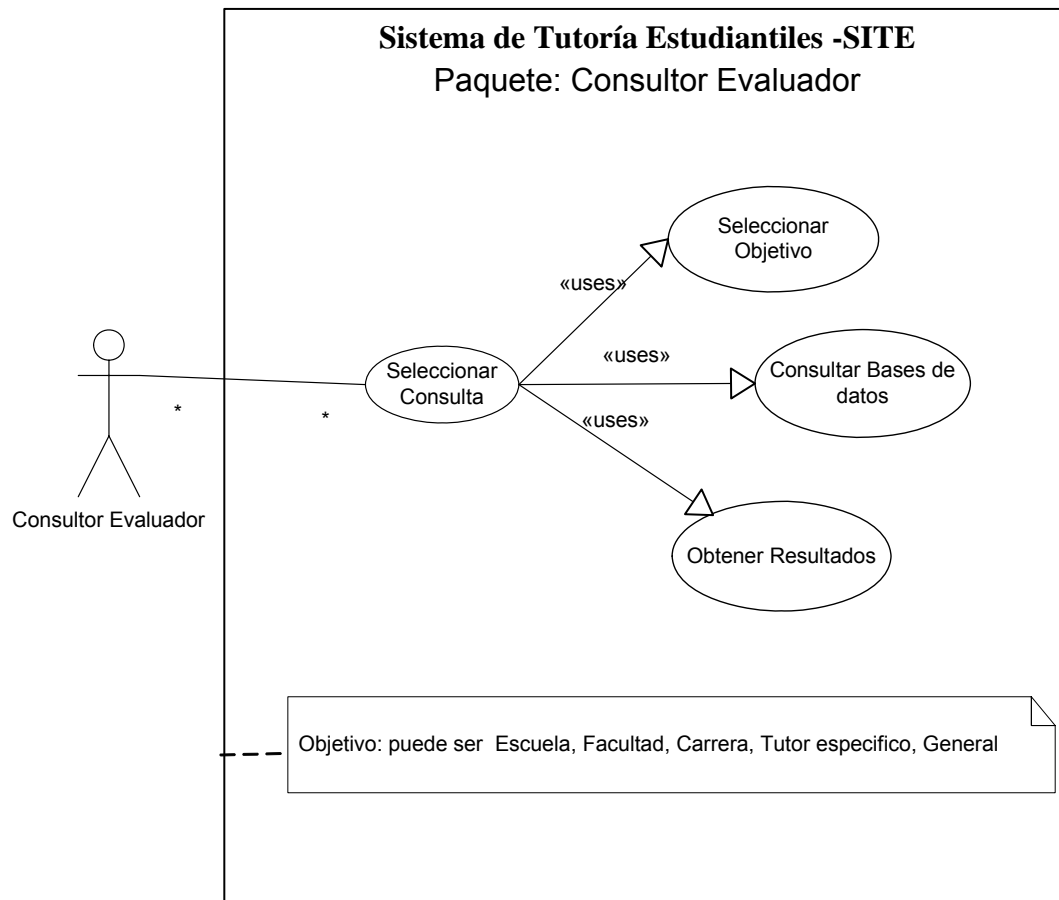 Sistema de Tutoría Estudiantiles -SITE
Paquete: Consultor Evaluador
Seleccionar
Objetivo
«uses»
«uses»
Consultar Bases de
datos
Seleccionar
Consulta
*
*
«uses»
Consultor Evaluador
Obtener Resultados
Objetivo: puede ser Escuela, Facultad, Carrera, Tutor especifico, General